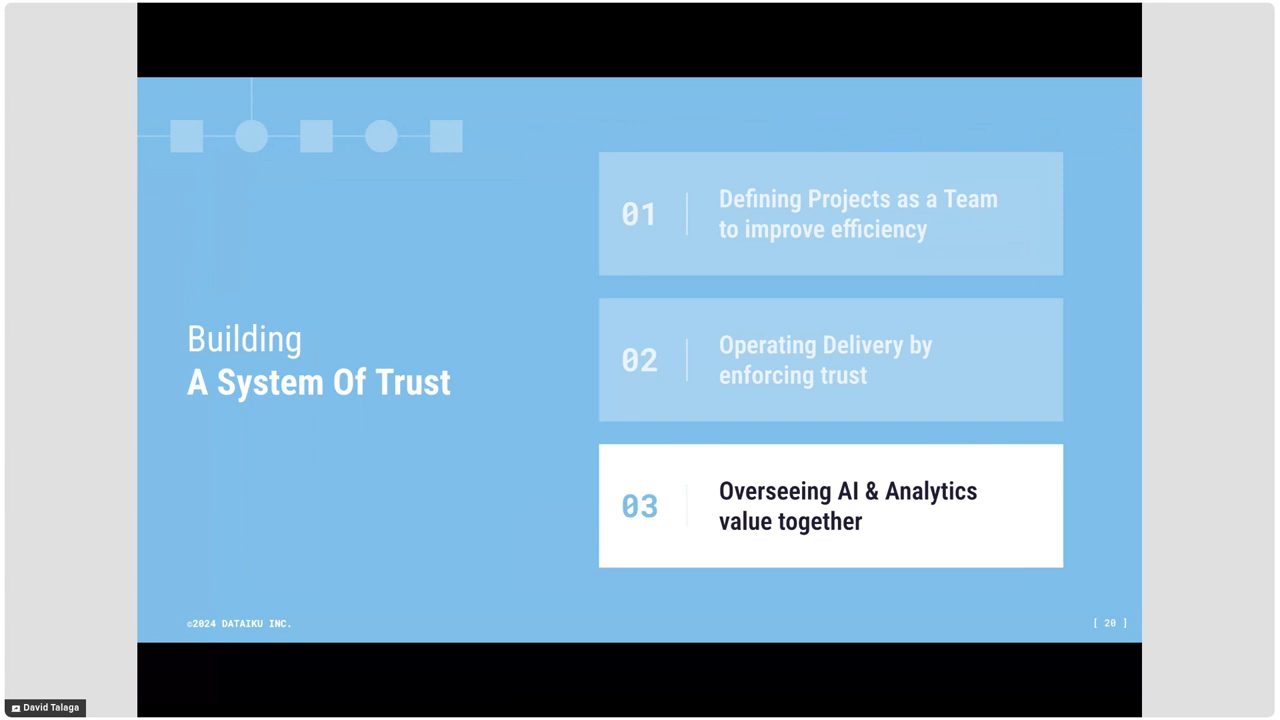 Building
A System Of Trust
01
Defining Projects as a Team
to improve efficiency
02
Operating Delivery by
enforcing trust
03
Overseeing AI & Analytics
value together
©2024 DATAIKU INC.
[ 20 ]
David Talaga